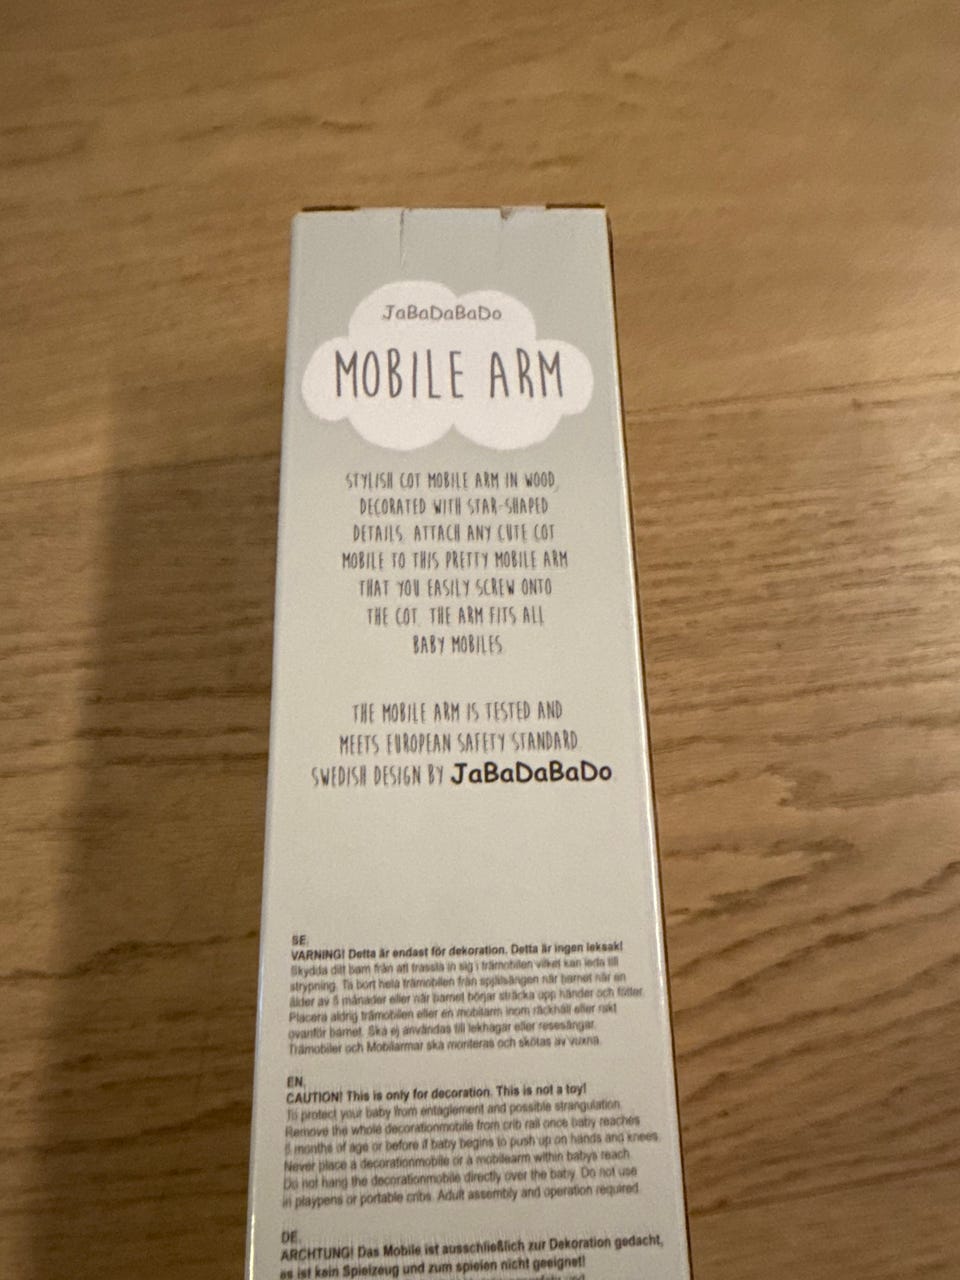 JaBaDaBaDo
MOBILE ARM
STYLISH COT MOBILE ARM IN WOOD,
DECORATED WITH STAR-SHAPED
DETAILS. ATTACH ANY CUTE COT
MOBILE TO THIS PRETTY MOBILE ARM
THAT YOU EASILY SCREW ONTO
THE COT. THE ARM FITS ALL
BABY MOBILES.
THE MOBILE ARM IS TESTED AND
MEETS EUROPEAN SAFETY STANDARD.
SWEDISH DESIGN BY JaBaDaBaDo
SE.
VARNING! Detta är endast för dekoration. Detta är ingen leksak!
Skydda ditt barn från att trassla in sig i trämobilen vilket kan leda till
strypning. Ta bort hela trämobilen från spjälsängen när barnet når en
ålder av 5 månader eller när barnet börjar sträcka upp händer och fötter.
Placera aldrig trämobilen eller en mobilarm inom räckhåll eller rakt
ovanför barnet. Ska ej användas till lekhagar eller resesängar.
Trämobiler och Mobilarmar ska monteras och skötas av vuxna.
EN.
CAUTION! This is only for decoration. This is not a toy!
To protect your baby from entaglement and possible strangulation.
Remove the whole decorationmobile from crib rail once baby reaches
5 months of age or before if baby begins to push up on hands and knees.
Never place a decorationmobile or a mobilearm within babys reach.
Do not hang the decorationmobile directly over the baby. Do not use
in playpens or portable cribs. Adult assembly and operation required.
DE.
ARCHTUNG! Das Mobile ist ausschließlich zur Dekoration gedacht,
es ist kein Spielzeug und zum spielen nicht geeignet!
und